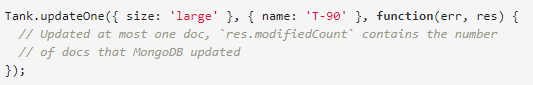 Tank.updateOne({ size: 'large' }, { name: 'T-90' }, function(err, res) {
  // Updated at most one doc, `res.modifiedCount` contains the number
  // of docs that MongoDB updated
});